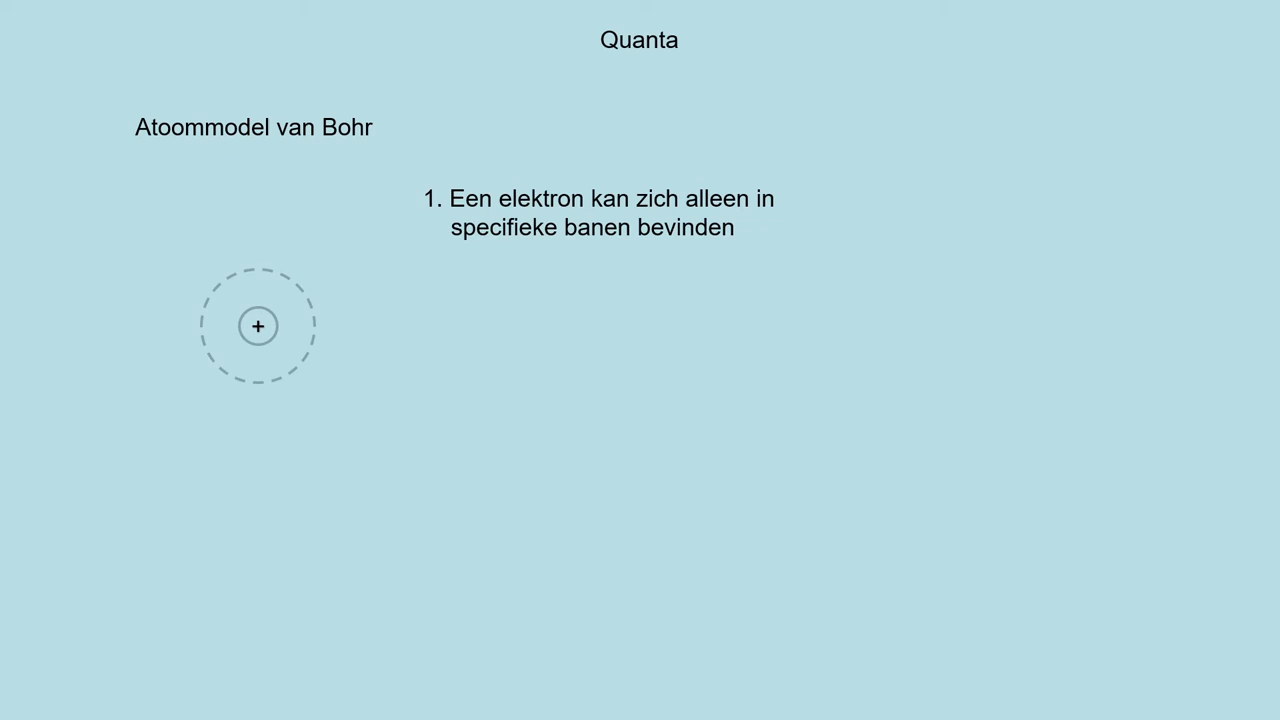 Quanta
Atoommodel van Bohr
1. Een elektron kan zich alleen in
specifieke banen bevinden
+